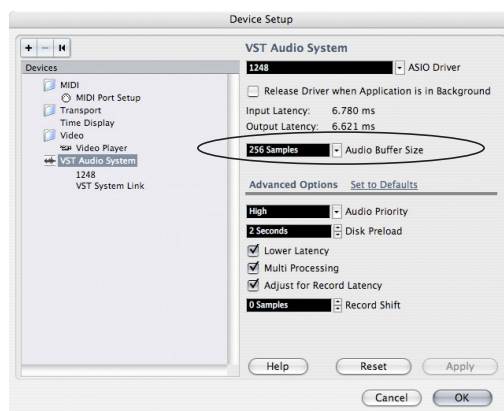 Device Setup
Devices
MIDI
MIDI Port Setup
Transport
Time Display
Video
Video Player
VST Audio System
1248
VST System Link
VST Audio System
1248 ASIO Driver
Release Driver when Application is in Background
Input Latency: 6.780 ms
Output Latency: 6.621 ms
256 Samples Audio Buffer Size
Advanced Options Set to Defaults
High Audio Priority
2 Seconds Disk Preload
Lower Latency
Multi Processing
Adjust for Record Latency
0 Samples Record Shift
Help Reset Apply
Cancel OK